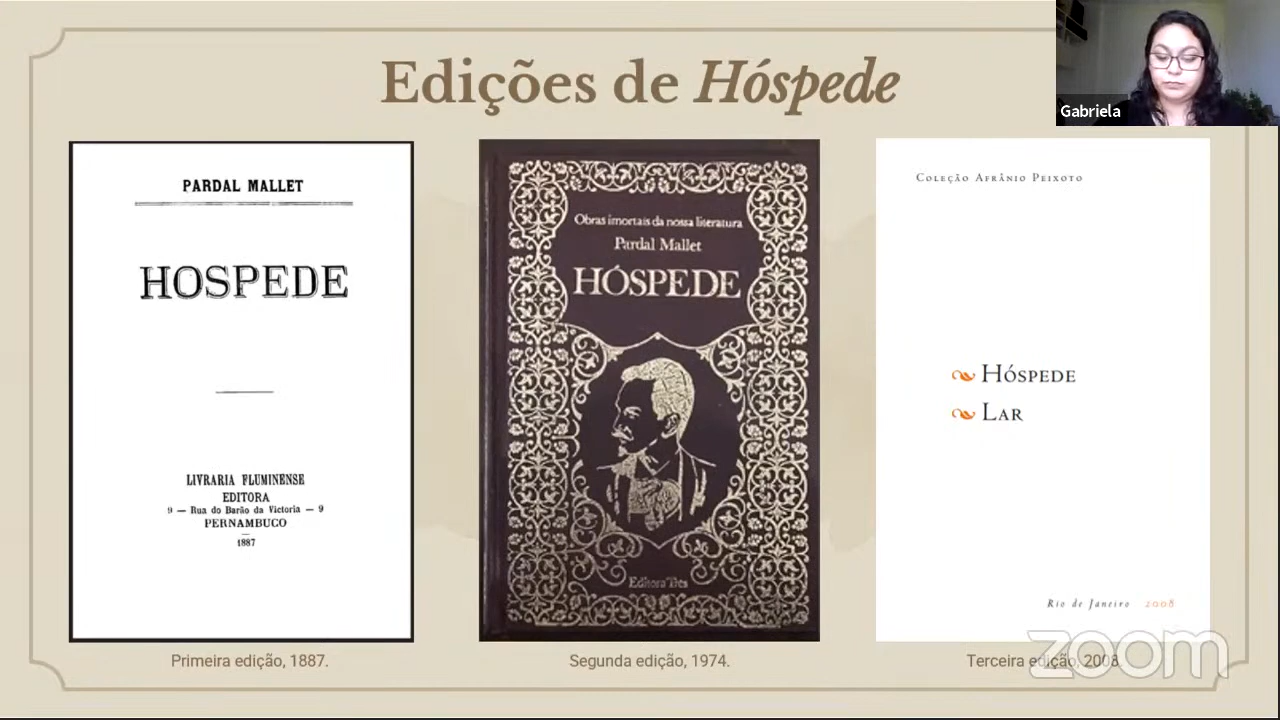 Edições de Hóspede
Gabriela
PARDAL MALLET
HOSPEDE
LIVRARIA FLUMINENSE
EDITORA
9 — Rua do Barão da Victoria — 9
PERNAMBUCO
1887
Primeira edição, 1887.
Obras imortais da nossa literatura
Pardal Mallet
HÓSPEDE
Editora Três
Segunda edição, 1974.
Coleção Afrânio Peixoto
Hóspede
Lar
Rio de Janeiro 2008
Terceira edição, 2008.
zoom